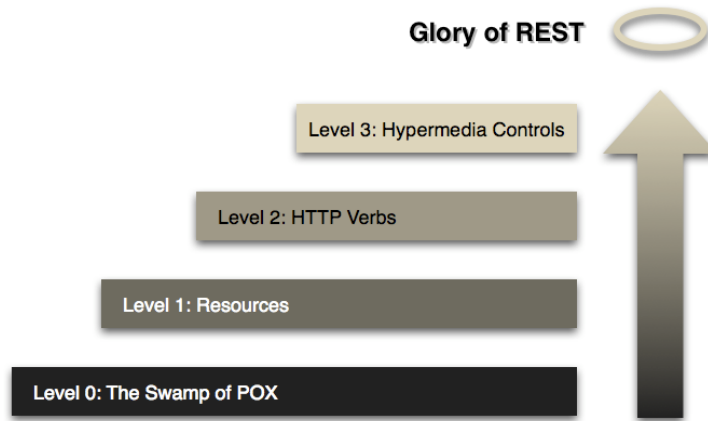 Glory of REST
Level 3: Hypermedia Controls
Level 2: HTTP Verbs
Level 1: Resources
Level 0: The Swamp of POX